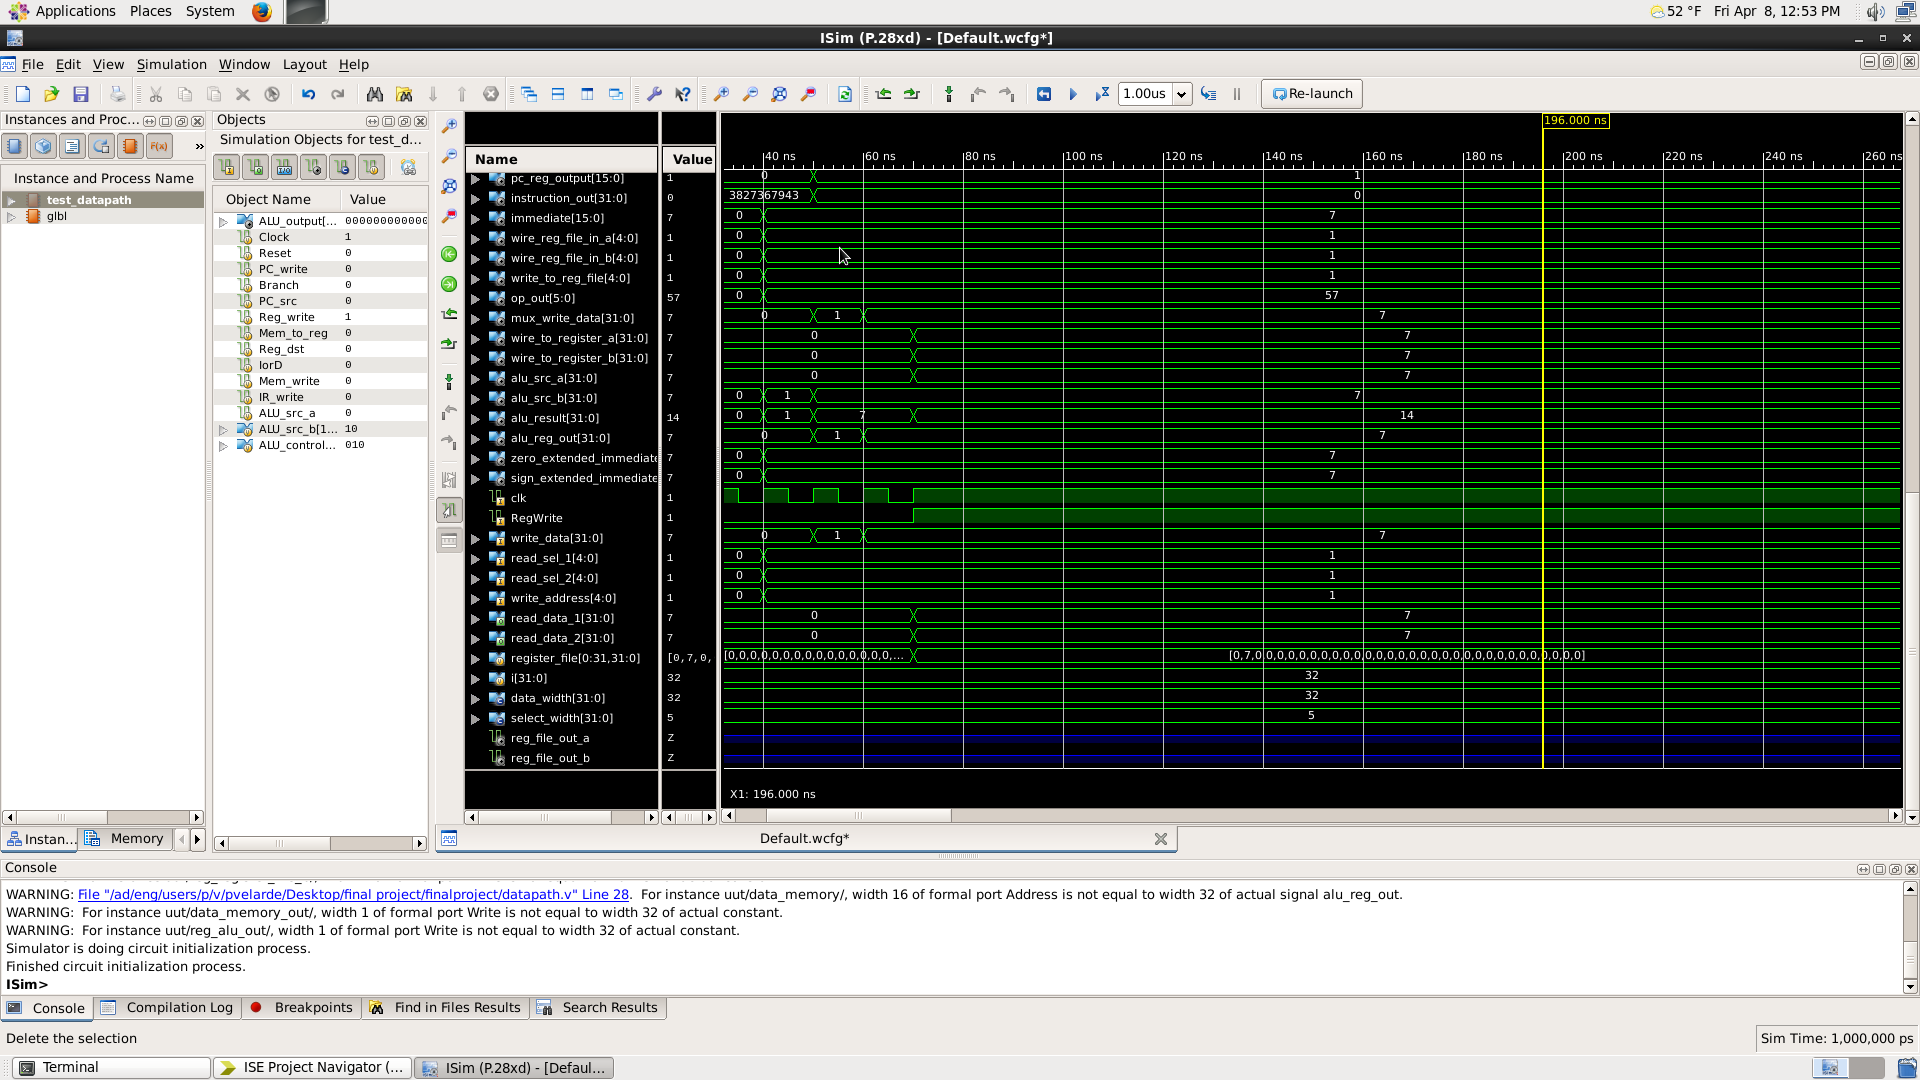 Applications Places System 52 °F Fri Apr 8, 12:53 PM
ISim (P.28xd) - [Default.wcfg*]
File Edit View Simulation Window Layout Help
1.00us Re-launch
Instances and Proc...
Instance and Process Name
test_datapath
glbl
Instan... Memory
Objects
Simulation Objects for test_d...
Object Name Value
ALU_output[... 000000000000
Clock 1
Reset 0
PC_write 0
Branch 0
PC_src 0
Reg_write 1
Mem_to_reg 0
Reg_dst 0
IorD 0
Mem_write 0
IR_write 0
ALU_src_a 0
ALU_src_b[1... 10
ALU_control... 010
196.000 ns
Name Value 40 ns 60 ns 80 ns 100 ns 120 ns 140 ns 160 ns 180 ns 200 ns 220 ns 240 ns 260 ns
pc_reg_output[15:0] 1 0 1
instruction_out[31:0] 0 3827367943 0
immediate[15:0] 7 0 7
wire_reg_file_in_a[4:0] 1 0 1
wire_reg_file_in_b[4:0] 1 0 1
write_to_reg_file[4:0] 1 0 1
op_out[5:0] 57 0 57
mux_write_data[31:0] 7 0 1 7
wire_to_register_a[31:0] 7 0 7
wire_to_register_b[31:0] 7 0 7
alu_src_a[31:0] 7 0 7
alu_src_b[31:0] 7 0 1 7
alu_result[31:0] 14 0 1 7 14
alu_reg_out[31:0] 7 0 1 7
zero_extended_immediate 7 0 7
sign_extended_immediate 7 0 7
clk 1
RegWrite 1
write_data[31:0] 7 0 1 7
read_sel_1[4:0] 1 0 1
read_sel_2[4:0] 1 0 1
write_address[4:0] 1 0 1
read_data_1[31:0] 7 0 7
read_data_2[31:0] 7 0 7
register_file[0:31,31:0] [0,7,0, [0,0,0,0,0,0,0,0,0,0,0,0,0,0,0,... [0,7,0,0,0,0,0,0,0,0,0,0,0,0,0,0,0,0,0,0,0,0,0,0,0,0,0,0,0,0,0,0]
i[31:0] 32 32
data_width[31:0] 32 32
select_width[31:0] 5 5
reg_file_out_a Z
reg_file_out_b Z
X1: 196.000 ns
Default.wcfg*
Console
WARNING: File "/ad/eng/users/p/v/pvelarde/Desktop/final project/finalproject/datapath.v" Line 28. For instance uut/data_memory/, width 16 of formal port Address is not equal to width 32 of actual signal alu_reg_out.
WARNING: For instance uut/data_memory_out/, width 1 of formal port Write is not equal to width 32 of actual constant.
WARNING: For instance uut/reg_alu_out/, width 1 of formal port Write is not equal to width 32 of actual constant.
Simulator is doing circuit initialization process.
Finished circuit initialization process.
ISim>
Console Compilation Log Breakpoints Find in Files Results Search Results
Delete the selection Sim Time: 1,000,000 ps
Terminal ISE Project Navigator (... ISim (P.28xd) - [Defaul...